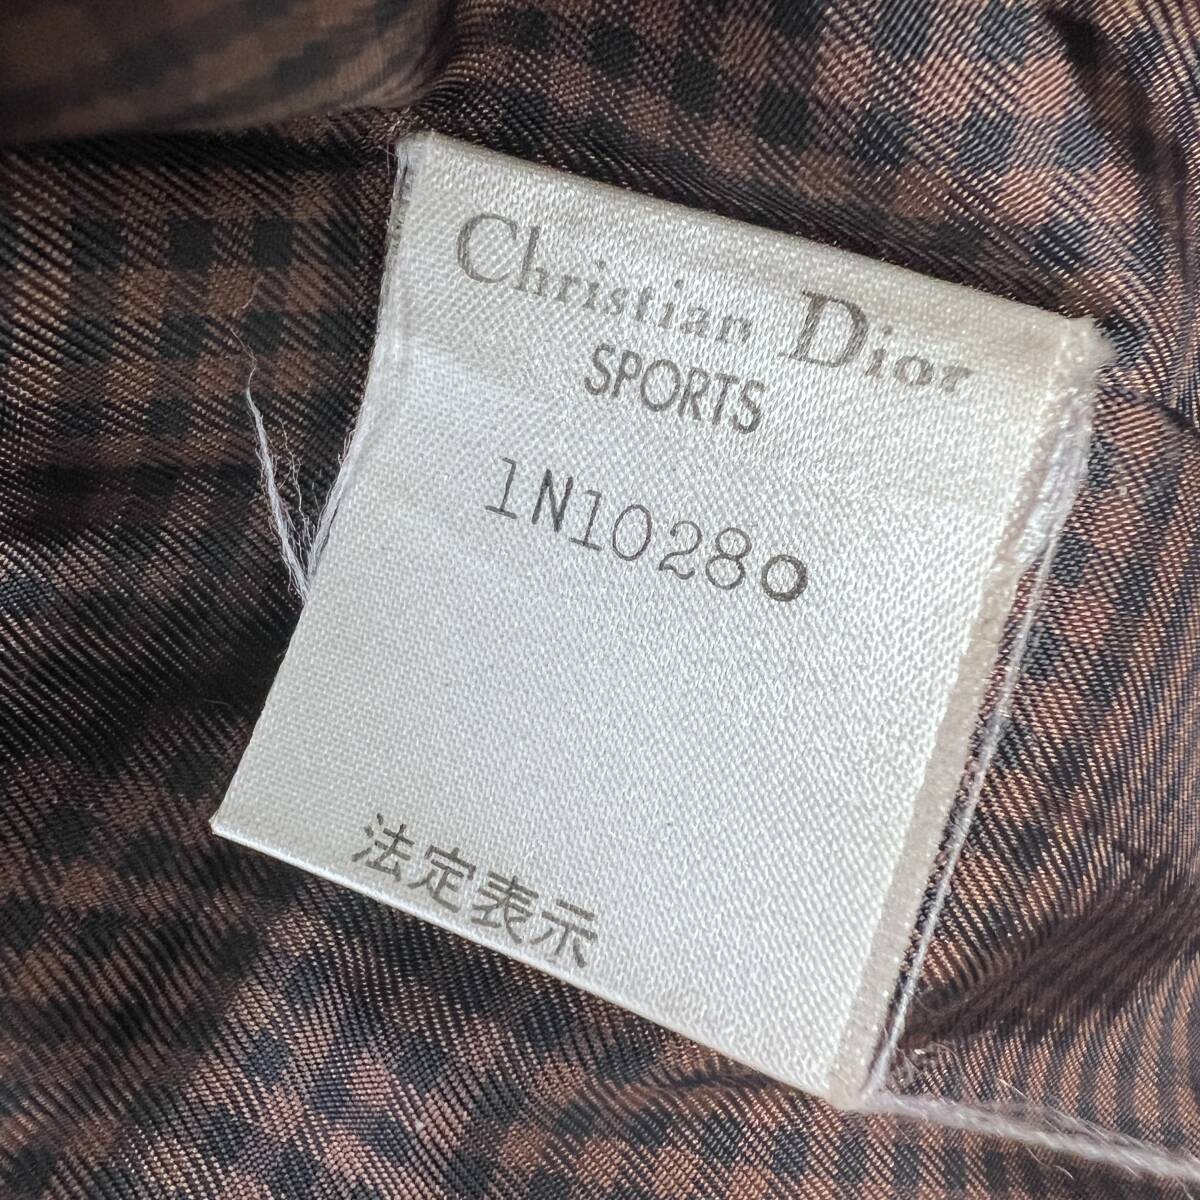 Christian Dior
SPORTS
1N10280
法定表示